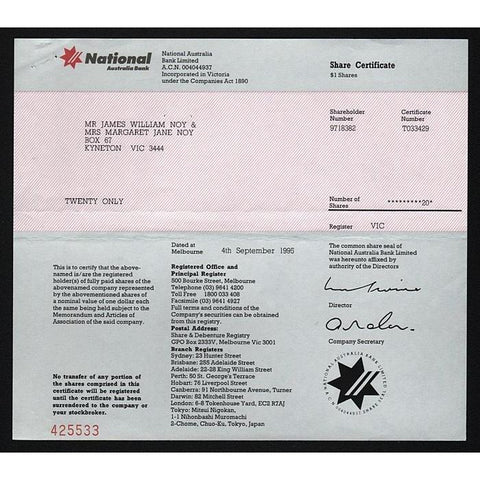 National
Australia Bank
National Australia
Bank Limited
A.C.N. 004044937
Incorporated in Victoria
under the Companies Act 1890
Share Certificate
$1 Shares
Shareholder
Number
9718382
Certificate
Number
T033429
MR JAMES WILLIAM NOY &
MRS MARGARET JANE NOY
BOX 67
KYNETON VIC 3444
TWENTY ONLY
Number of
Shares
*********20*
Register VIC
Dated at
Melbourne
4th September 1995
The common seal of
National Australia Bank Limited
was hereunto affixed by
authority of the Directors
Director
Company Secretary
This is to certify that the above-
named is/are the registered
holder(s) of fully paid shares of the
abovenamed company represented
by the abovementioned shares of
a nominal value of one dollar each
the same being held subject to the
Memorandum and Articles of
Association of the said company.
Registered Office and
Principal Register
500 Bourke Street, Melbourne
Telephone (03) 9641 4200
Toll Free 1800 033 408
Facsimile (03) 9641 4927
Full terms and conditions of the
Company's securities can be obtained
from this registry.
Postal Address:
Share & Debenture Registry
GPO Box 2333V, Melbourne Vic 3001
Branch Registers
Sydney: 23 Hunter Street
Brisbane: 255 Adelaide Street
Adelaide: 22-28 King William Street
Perth: 50 St. George's Terrace
Hobart: 76 Liverpool Street
Canberra: 91 Northbourne Avenue, Turner
Darwin: 82 Mitchell Street
London: 6-8 Tokenhouse Yard, EC2 R7AJ
Tokyo: Mitsui Nigokan,
1-1 Nihonbashi Muromachi
2-Chome, Chuo-Ku, Tokyo, Japan
No transfer of any portion of
the shares comprised in this
certificate will be registered
until the certificate has been
surrendered to the company or
your stockbroker.
425533
NATIONAL AUSTRALIA BANK LIMITED
A.C.N. 004044937 SHARE SEAL